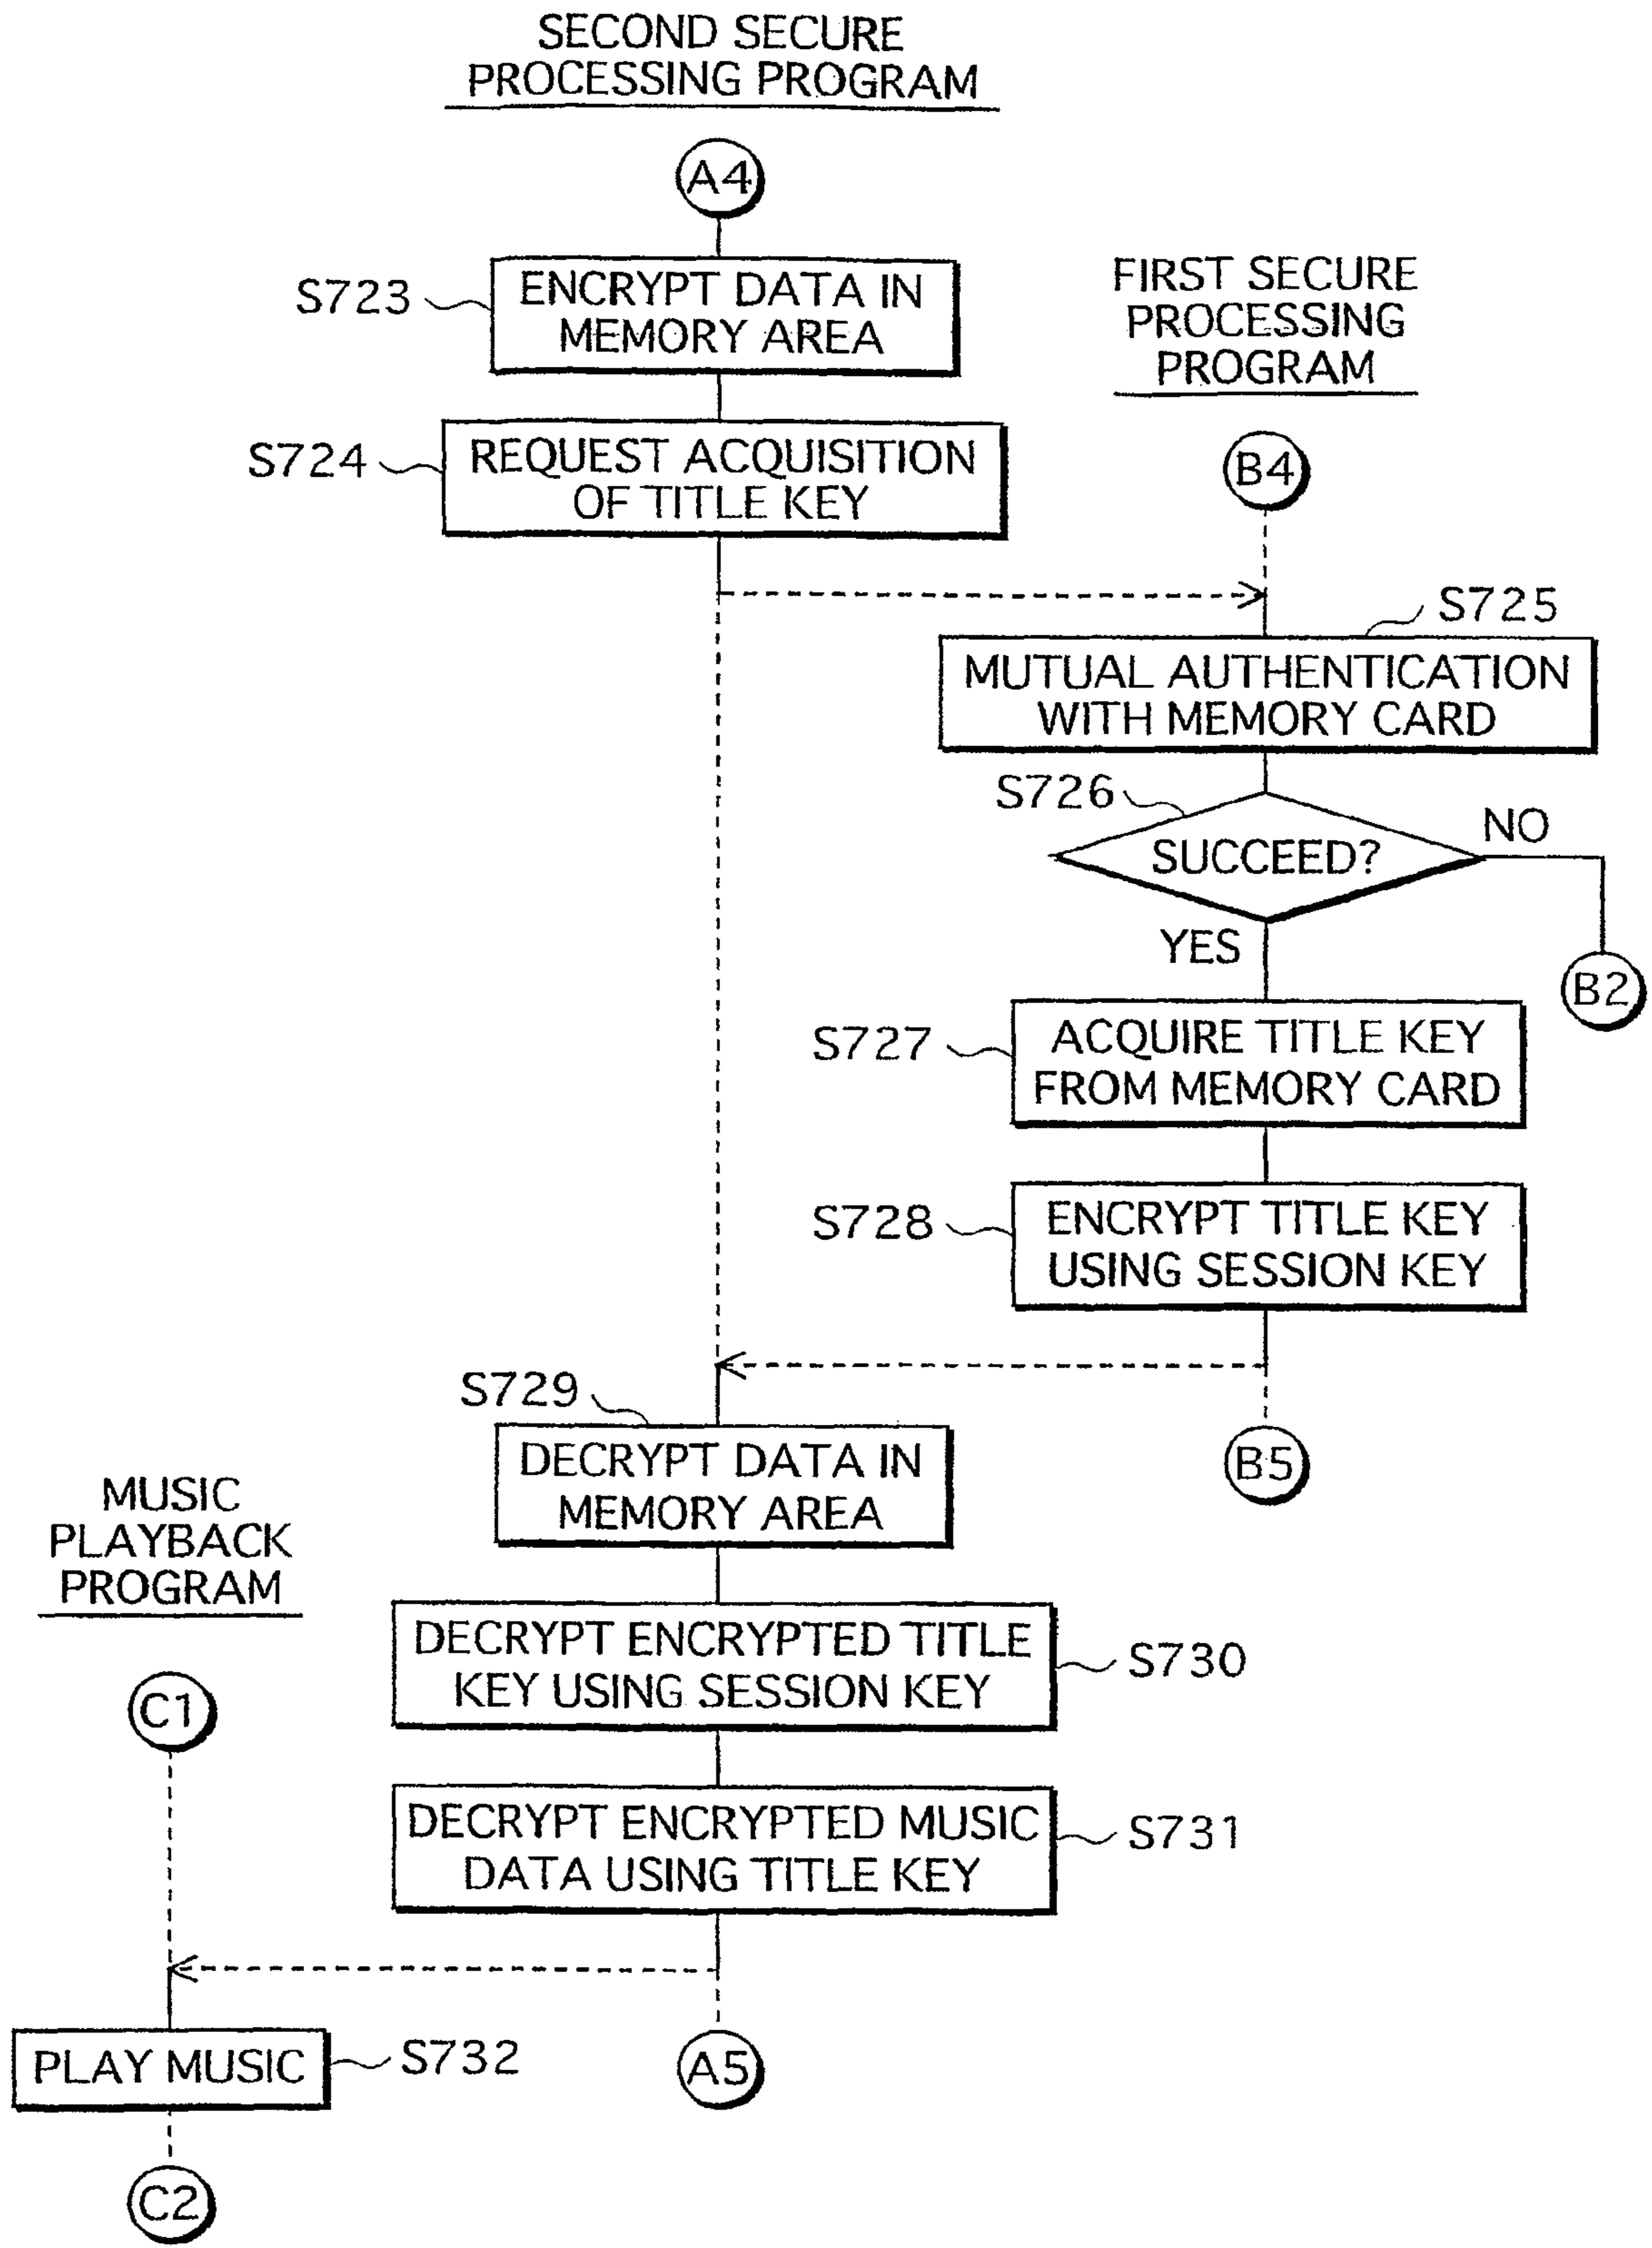 SECOND SECURE
PROCESSING PROGRAM
A4
S723
ENCRYPT DATA IN
MEMORY AREA
FIRST SECURE
PROCESSING
PROGRAM
S724
REQUEST ACQUISITION
OF TITLE KEY
B4
S725
MUTUAL AUTHENTICATION
WITH MEMORY CARD
S726
SUCCEED?
NO
YES
B2
S727
ACQUIRE TITLE KEY
FROM MEMORY CARD
S728
ENCRYPT TITLE KEY
USING SESSION KEY
S729
DECRYPT DATA IN
MEMORY AREA
B5
MUSIC
PLAYBACK
PROGRAM
DECRYPT ENCRYPTED TITLE
KEY USING SESSION KEY
S730
C1
DECRYPT ENCRYPTED MUSIC
DATA USING TITLE KEY
S731
PLAY MUSIC
S732
A5
C2